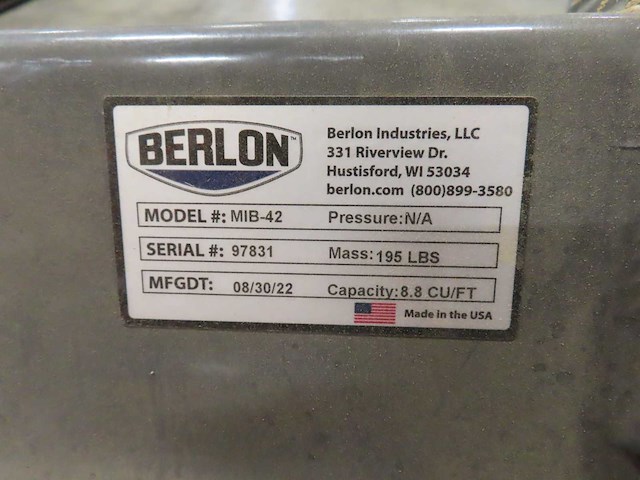 BERLON™
Berlon Industries, LLC
331 Riverview Dr.
Hustisford, WI 53034
berlon.com (800)899-3580
MODEL #: MIB-42 Pressure:N/A
SERIAL #: 97831 Mass:195 LBS
MFGDT: 08/30/22 Capacity:8.8 CU/FT
Made in the USA